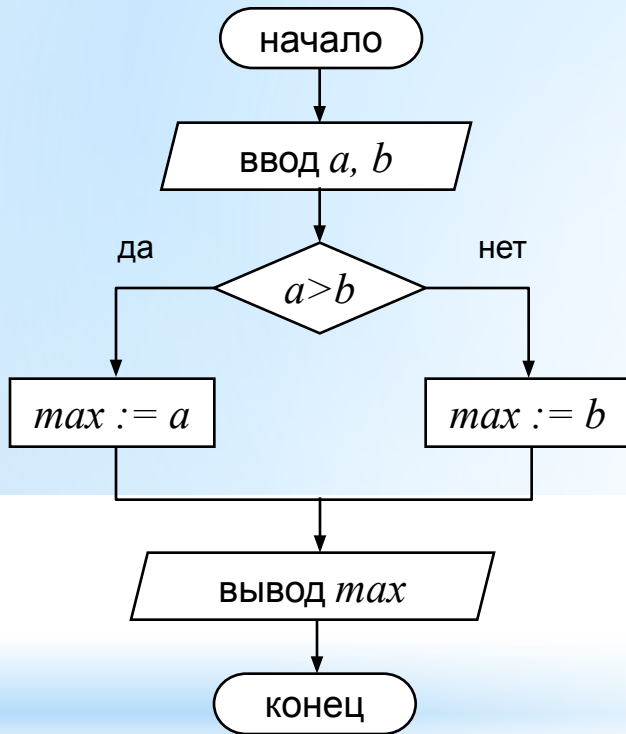 начало
ввод a, b
да
нет
a>b
max := a
max := b
вывод max
конец